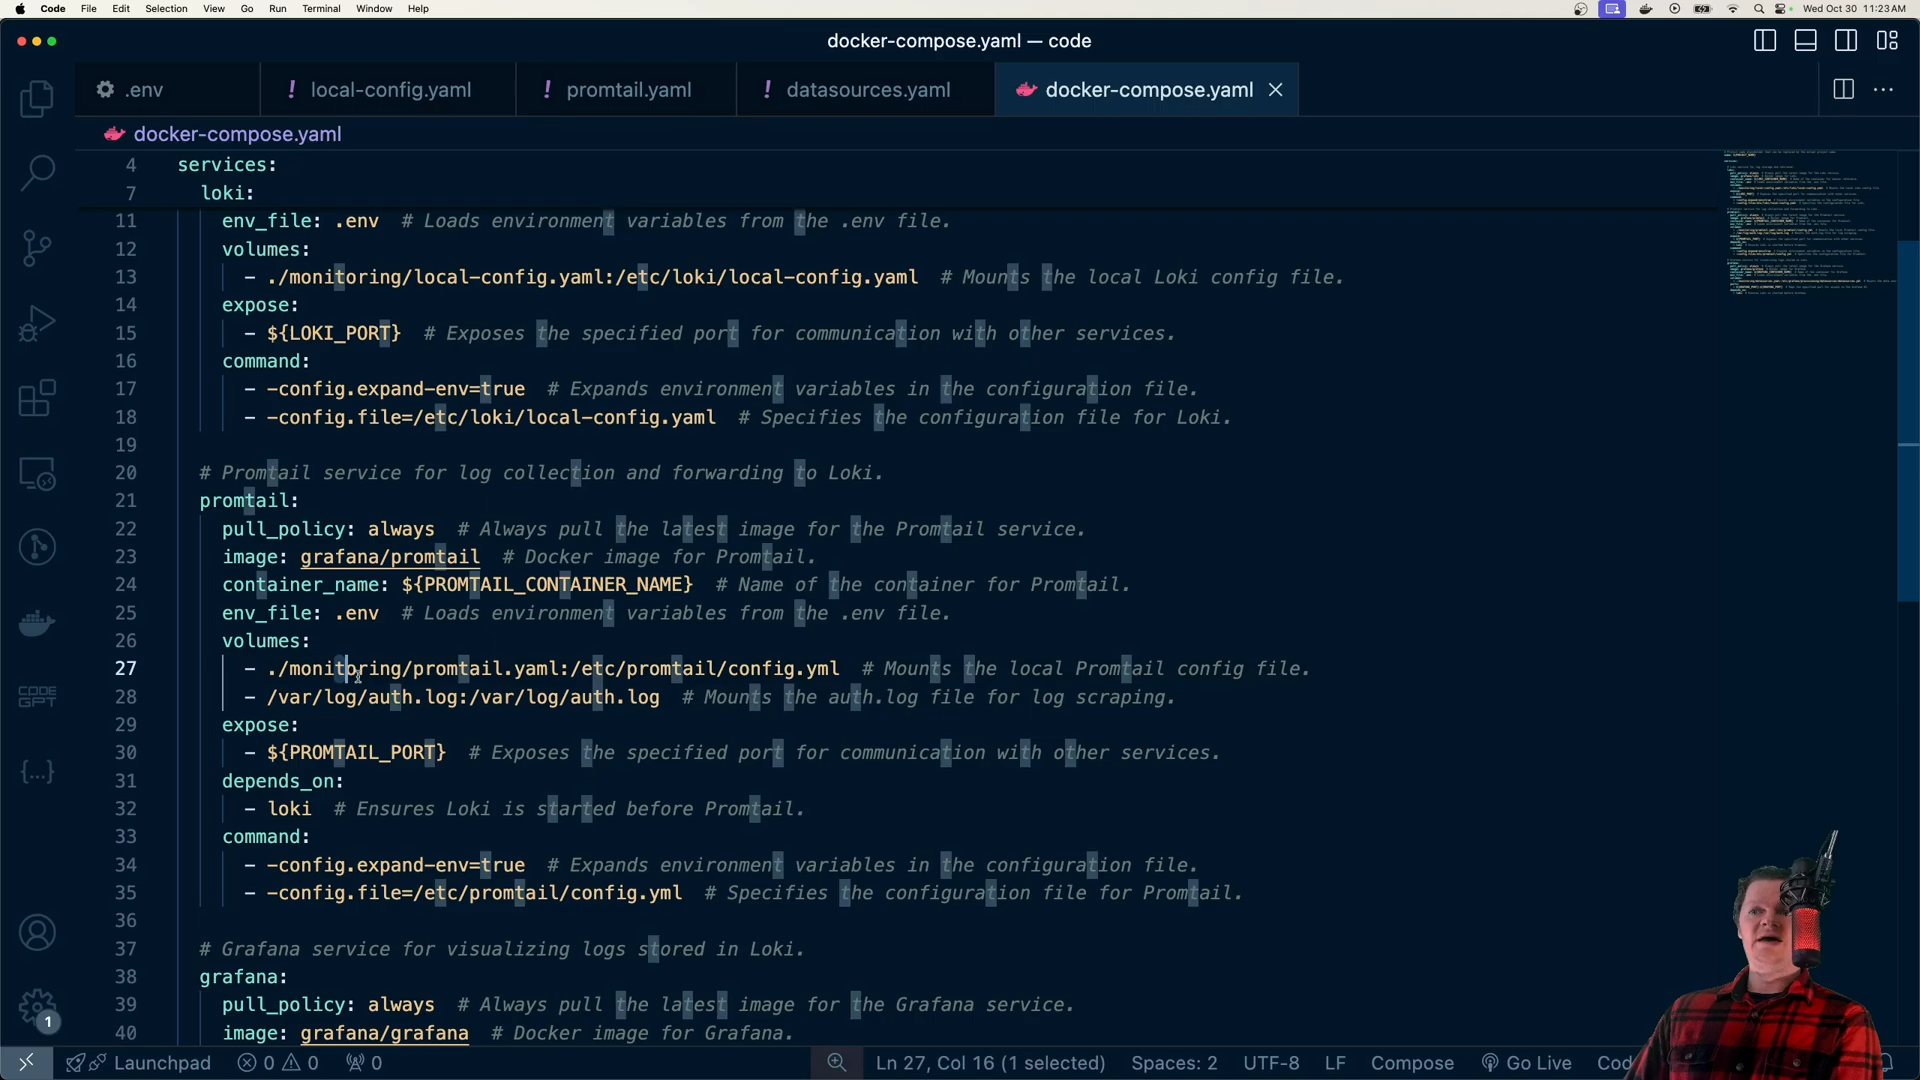 Code File Edit Selection View Go Run Terminal Window Help
Wed Oct 30 11:23 AM
docker-compose.yaml — code
.env
! local-config.yaml
! promtail.yaml
! datasources.yaml
docker-compose.yaml
docker-compose.yaml
4 services:
7 loki:
11 env_file: .env # Loads environment variables from the .env file.
12 volumes:
13 - ./monitoring/local-config.yaml:/etc/loki/local-config.yaml # Mounts the local Loki config file.
14 expose:
15 - ${LOKI_PORT} # Exposes the specified port for communication with other services.
16 command:
17 - -config.expand-env=true # Expands environment variables in the configuration file.
18 - -config.file=/etc/loki/local-config.yaml # Specifies the configuration file for Loki.
19
20 # Promtail service for log collection and forwarding to Loki.
21 promtail:
22 pull_policy: always # Always pull the latest image for the Promtail service.
23 image: grafana/promtail # Docker image for Promtail.
24 container_name: ${PROMTAIL_CONTAINER_NAME} # Name of the container for Promtail.
25 env_file: .env # Loads environment variables from the .env file.
26 volumes:
27 - ./monitoring/promtail.yaml:/etc/promtail/config.yml # Mounts the local Promtail config file.
28 - /var/log/auth.log:/var/log/auth.log # Mounts the auth.log file for log scraping.
29 expose:
30 - ${PROMTAIL_PORT} # Exposes the specified port for communication with other services.
31 depends_on:
32 - loki # Ensures Loki is started before Promtail.
33 command:
34 - -config.expand-env=true # Expands environment variables in the configuration file.
35 - -config.file=/etc/promtail/config.yml # Specifies the configuration file for Promtail.
36
37 # Grafana service for visualizing logs stored in Loki.
38 grafana:
39 pull_policy: always # Always pull the latest image for the Grafana service.
40 image: grafana/grafana # Docker image for Grafana.
CODE
GPT
{...}
1
Launchpad 0 0 0 Ln 27, Col 16 (1 selected) Spaces: 2 UTF-8 LF Compose Go Live